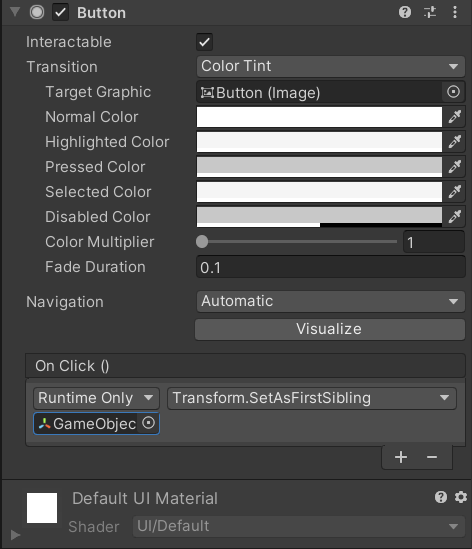 Button
Interactable
Transition Color Tint
Target Graphic Button (Image)
Normal Color
Highlighted Color
Pressed Color
Selected Color
Disabled Color
Color Multiplier 1
Fade Duration 0.1
Navigation Automatic
Visualize
On Click ()
Runtime Only Transform.SetAsFirstSibling
GameObjec
Default UI Material
Shader UI/Default